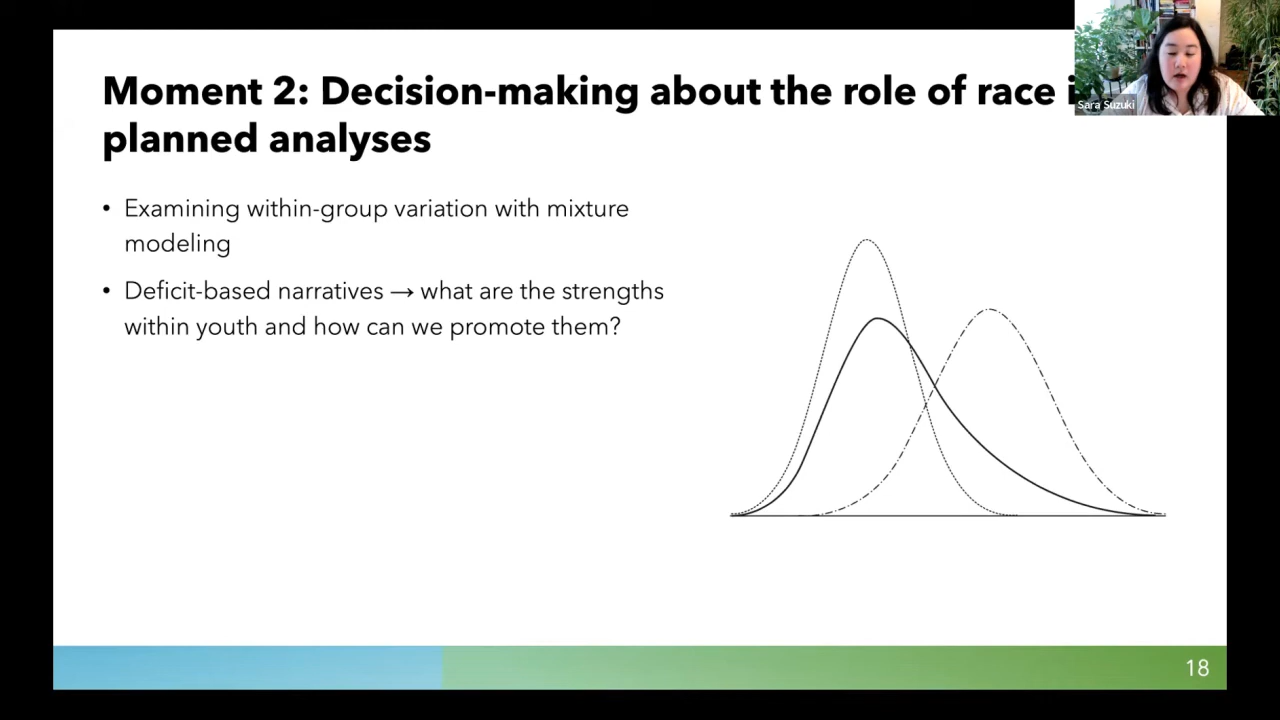 Moment 2: Decision-making about the role of race
planned analyses
Sara Suzuki
• Examining within-group variation with mixture
modeling
• Deficit-based narratives → what are the strengths
within youth and how can we promote them?
18